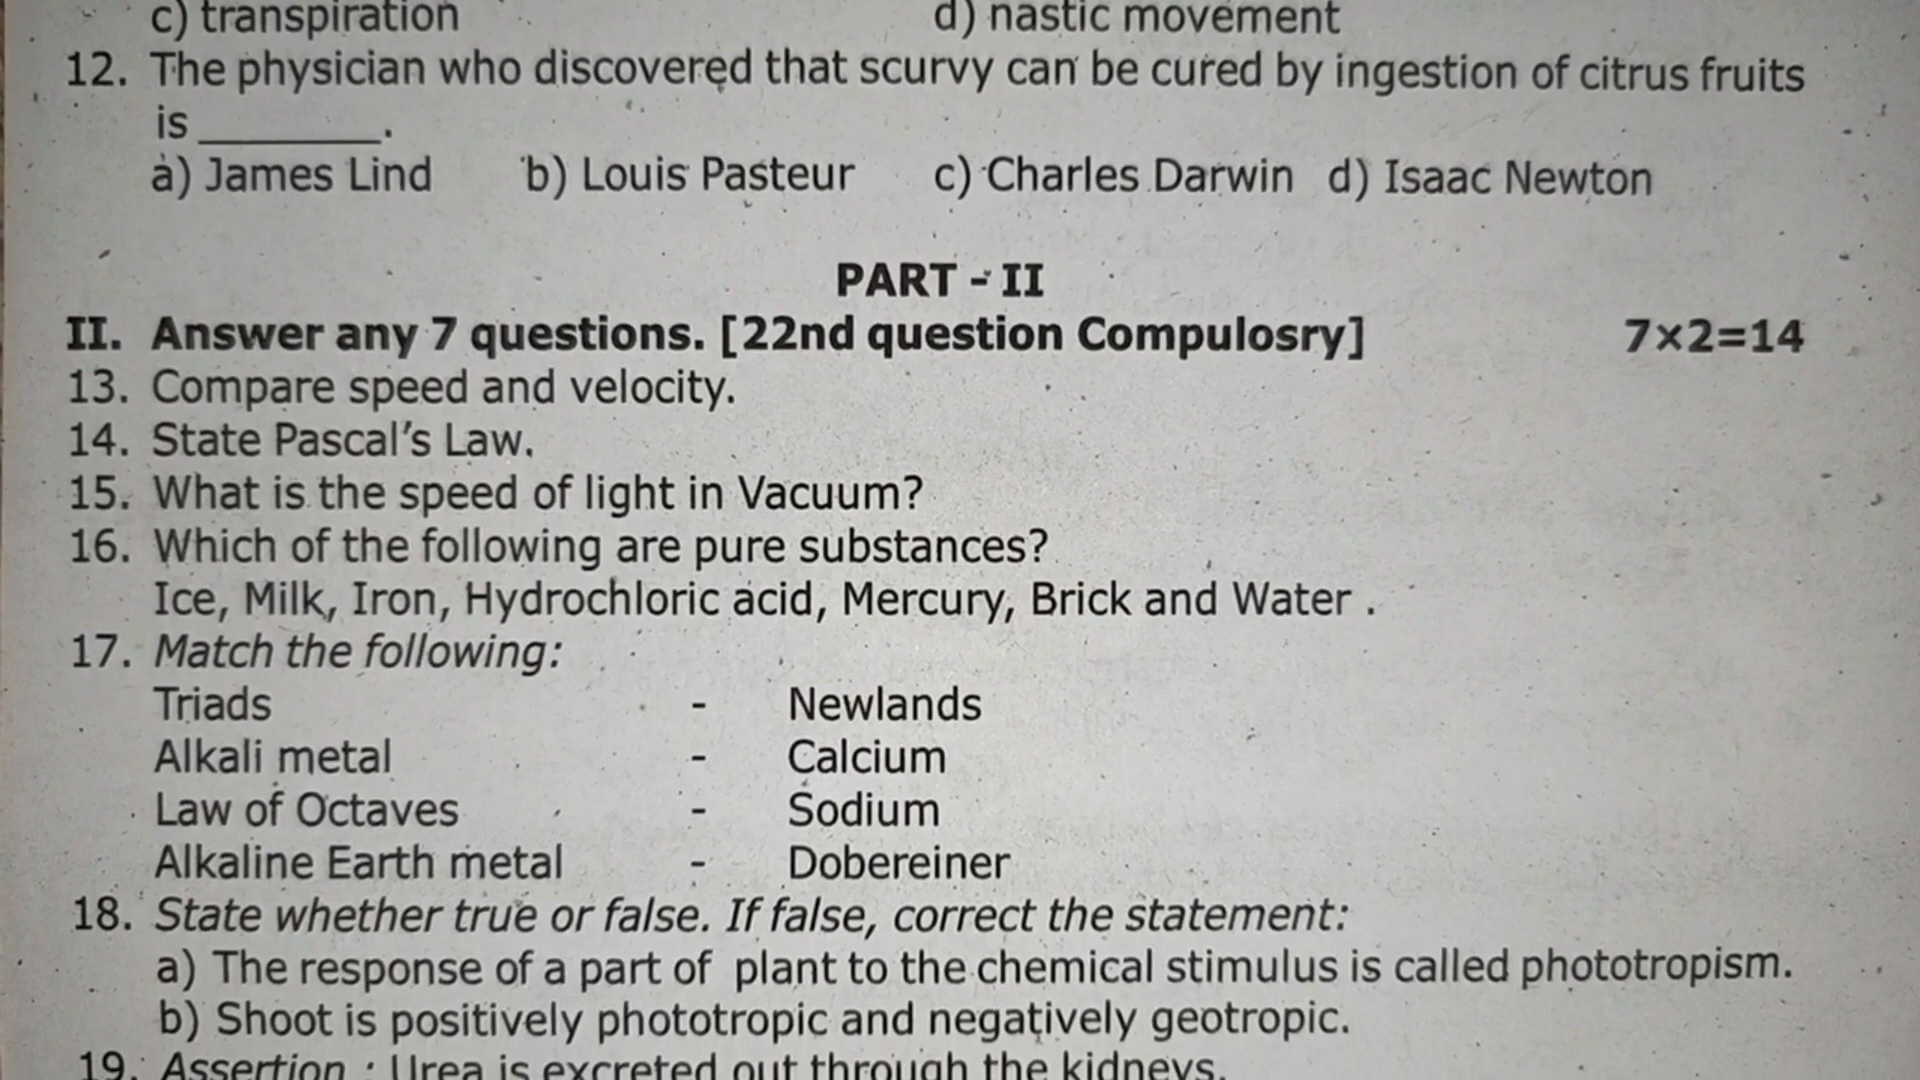 c) transpiration d) nastic movement
12. The physician who discovered that scurvy can be cured by ingestion of citrus fruits
is ________.
a) James Lind b) Louis Pasteur c) Charles Darwin d) Isaac Newton
PART - II
II. Answer any 7 questions. [22nd question Compulosry] 7×2=14
13. Compare speed and velocity.
14. State Pascal's Law.
15. What is the speed of light in Vacuum?
16. Which of the following are pure substances?
Ice, Milk, Iron, Hydrochloric acid, Mercury, Brick and Water .
17. Match the following:
Triads - Newlands
Alkali metal - Calcium
Law of Octaves - Sodium
Alkaline Earth metal - Dobereiner
18. State whether true or false. If false, correct the statement:
a) The response of a part of plant to the chemical stimulus is called phototropism.
b) Shoot is positively phototropic and negatively geotropic.
19. Assertion : Urea is excreted out through the kidneys.